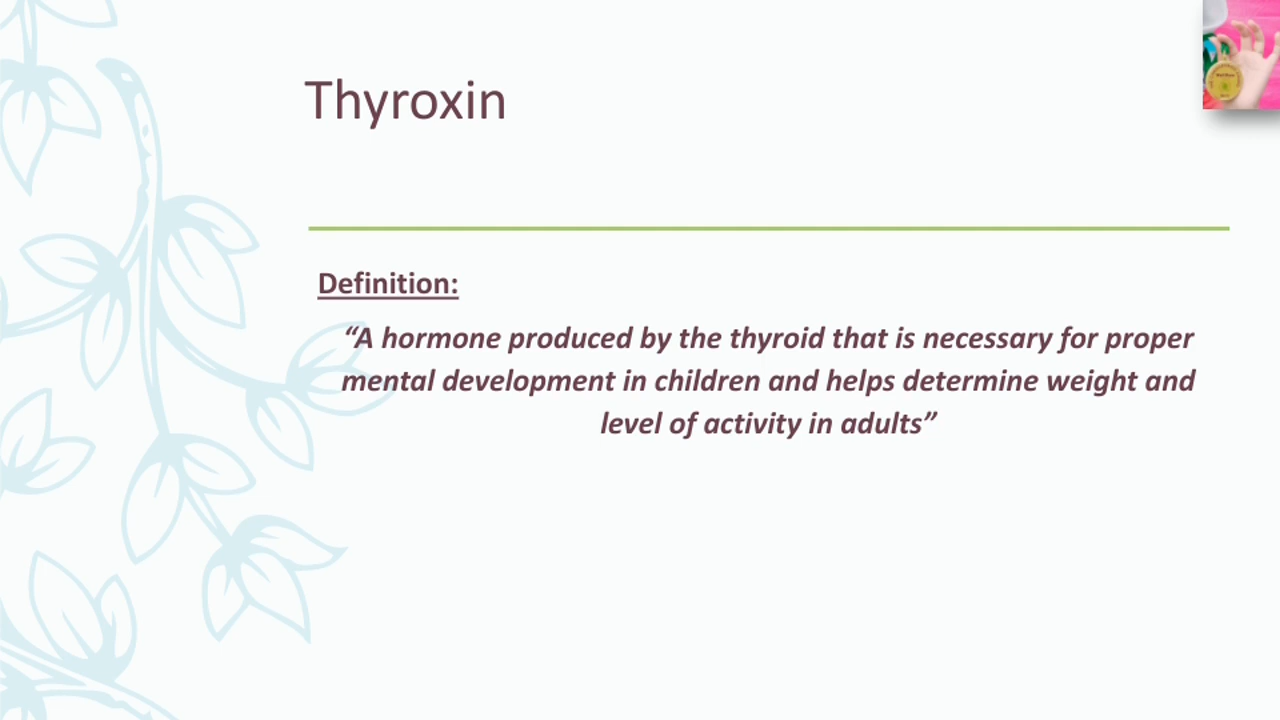 Thyroxin
Definition:
“A hormone produced by the thyroid that is necessary for proper
mental development in children and helps determine weight and
level of activity in adults”